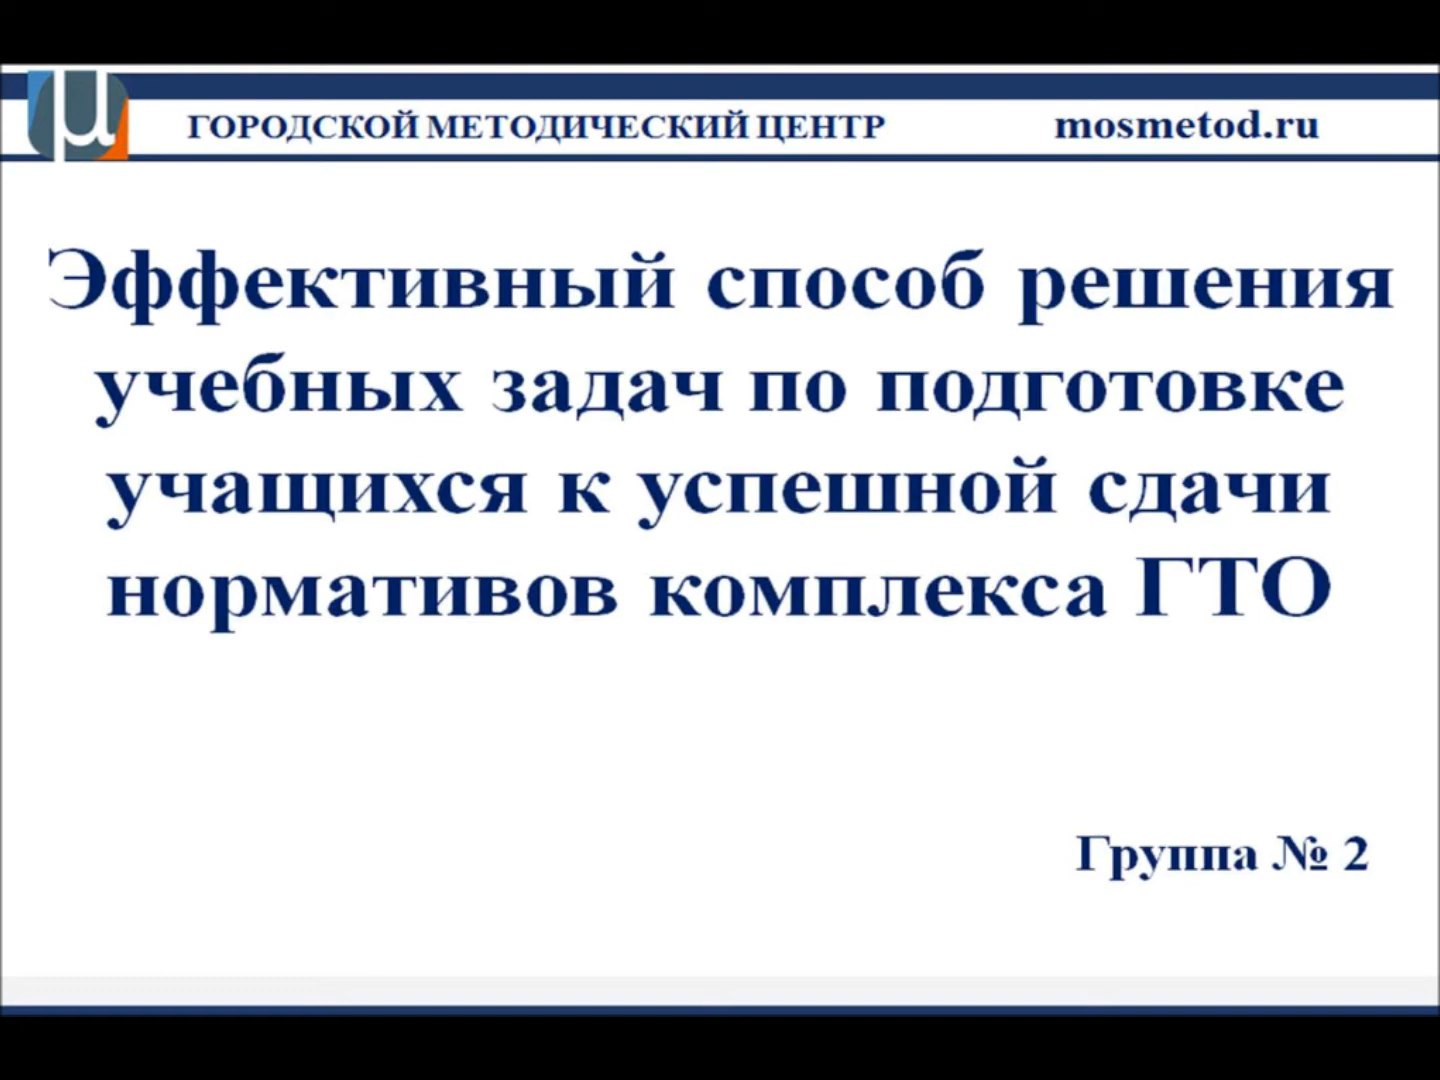 ГОРОДСКОЙ МЕТОДИЧЕСКИЙ ЦЕНТР mosmetod.ru
Эффективный способ решения
учебных задач по подготовке
учащихся к успешной сдачи
нормативов комплекса ГТО
Группа № 2